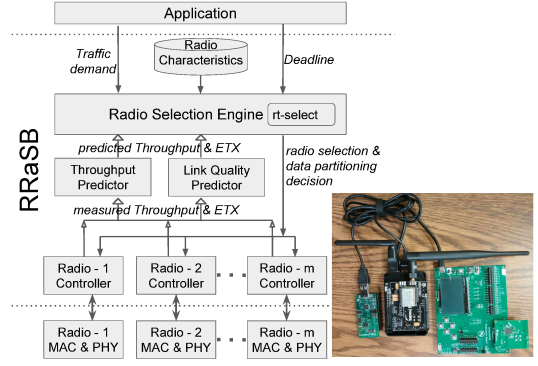 Application
Traffic
demand
Radio
Characteristics
Deadline
RRaSB
Radio Selection Engine
rt-select
predicted Throughput & ETX
radio selection &
data partitioning
decision
Throughput
Predictor
Link Quality
Predictor
measured Throughput & ETX
Radio - 1
Controller
Radio - 2
Controller
Radio - m
Controller
Radio - 1
MAC & PHY
Radio - 2
MAC & PHY
Radio - m
MAC & PHY